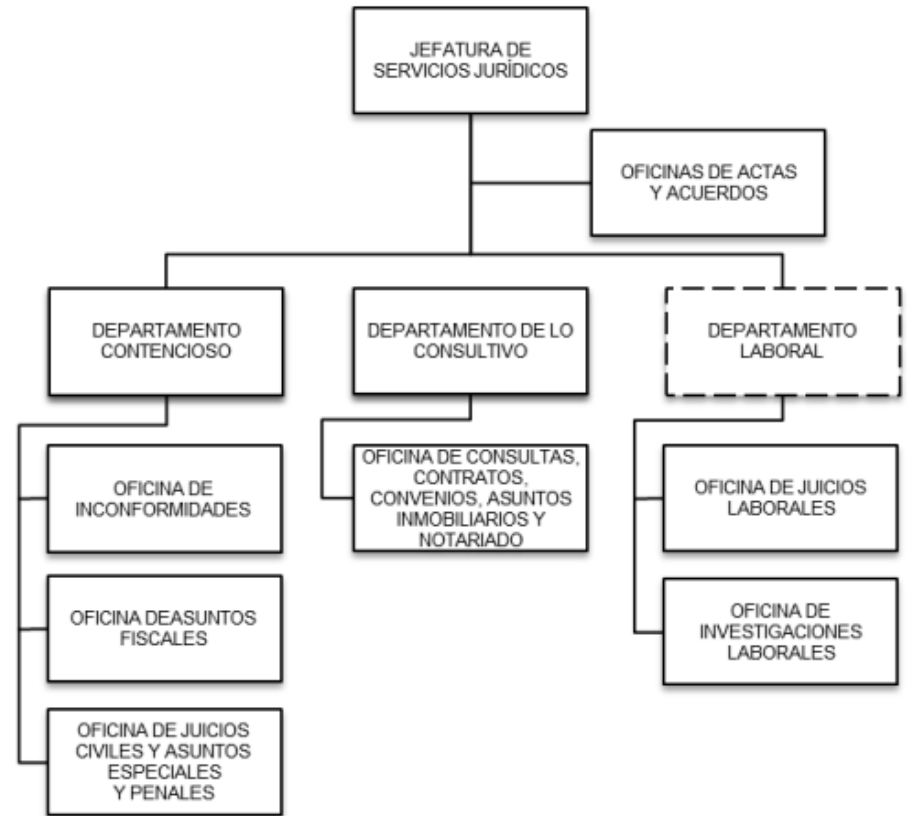 JEFATURA DE
SERVICIOS JURÍDICOS
OFICINAS DE ACTAS
Y ACUERDOS
DEPARTAMENTO
CONTENCIOSO
DEPARTAMENTO DE LO
CONSULTIVO
DEPARTAMENTO
LABORAL
OFICINA DE
INCONFORMIDADES
OFICINA DE CONSULTAS,
CONTRATOS,
CONVENIOS, ASUNTOS
INMOBILIARIOS Y
NOTARIADO
OFICINA DE JUICIOS
LABORALES
OFICINA DEASUNTOS
FISCALES
OFICINA DE
INVESTIGACIONES
LABORALES
OFICINA DE JUICIOS
CIVILES Y ASUNTOS
ESPECIALES
Y PENALES